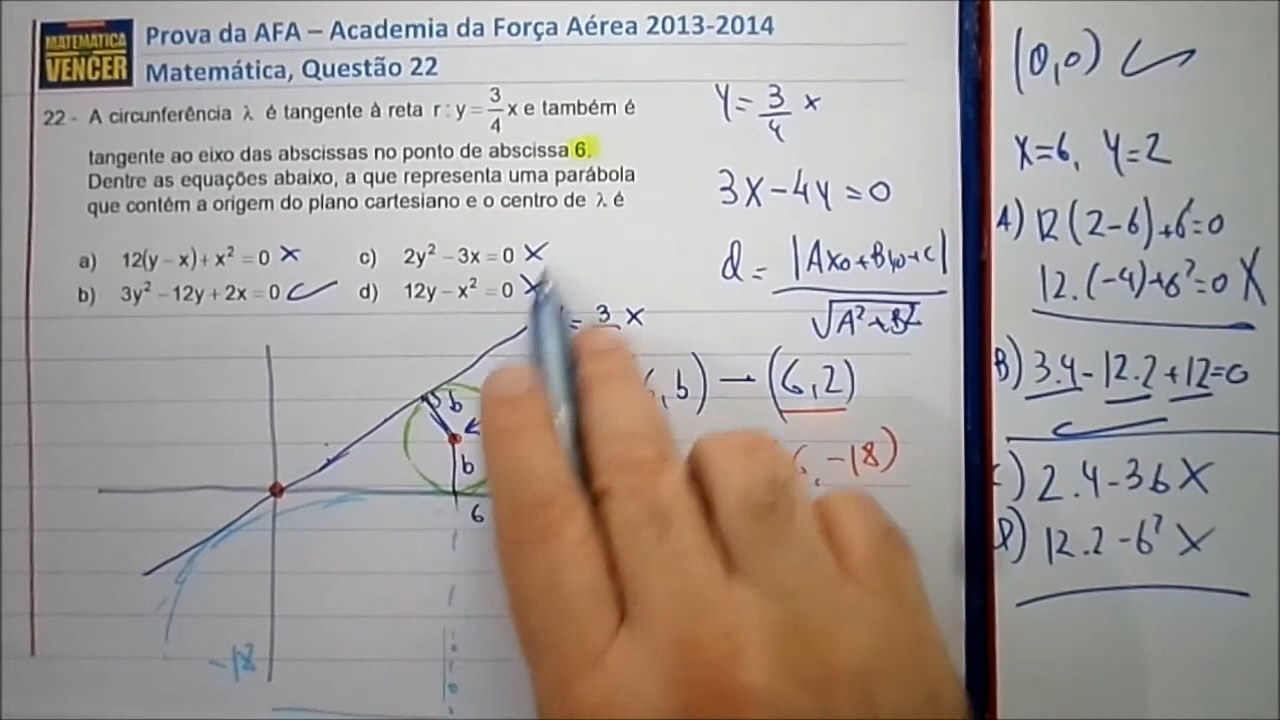 MATEMÁTICA
VENCER
Prova da AFA – Academia da Força Aérea 2013-2014
Matemática, Questão 22
22 - A circunferência λ é tangente à reta r : y = 3/4 x e também é
tangente ao eixo das abscissas no ponto de abscissa 6.
Dentre as equações abaixo, a que representa uma parábola
que contém a origem do plano cartesiano e o centro de λ é
a) 12(y – x) + x² = 0 X
c) 2y² – 3x = 0 X
b) 3y² – 12y + 2x = 0
d) 12y – x² = 0 X
= 3 x
b
b
6
-18
y = 3/4 x
3x - 4y = 0
d = |Ax0 + By0 + C| / √A² + B²
, b) — (6,2)
, -18)
(0,0)
x=6, y=2
A) 12(2-6)+6²=0
12.(-4)+6²=0 X
B) 3.4 - 12.2 + 12 = 0
) 2.4-36 X
D) 12.2-6² X